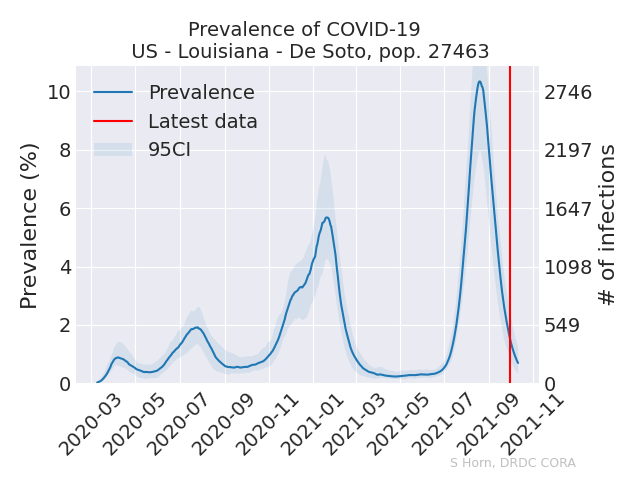 Prevalence of COVID-19
US - Louisiana - De Soto, pop. 27463
Prevalence
Latest data
95CI
Prevalence (%)
10
8
6
4
2
0
2746
2197
1647
1098
549
0
# of infections
2020-03
2020-05
2020-07
2020-09
2020-11
2021-01
2021-03
2021-05
2021-07
2021-09
2021-11
S Horn, DRDC CORA